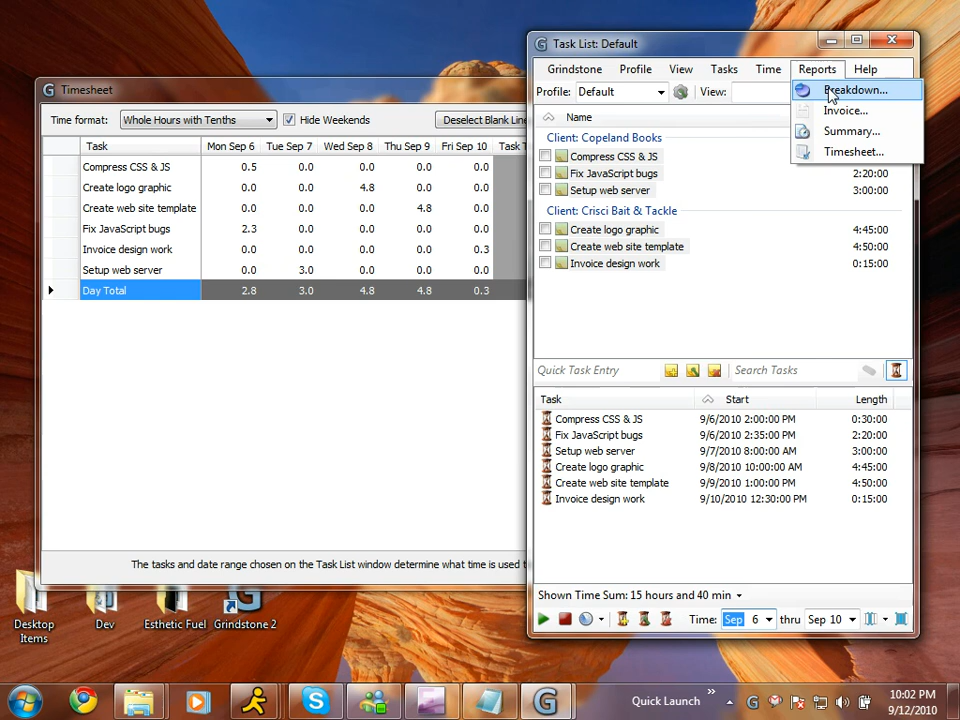 Timesheet
Time format: Whole Hours with Tenths Hide Weekends Deselect Blank Line
Task Mon Sep 6 Tue Sep 7 Wed Sep 8 Thu Sep 9 Fri Sep 10 Task T
Compress CSS & JS 0.5 0.0 0.0 0.0 0.0
Create logo graphic 0.0 0.0 4.8 0.0 0.0
Create web site template 0.0 0.0 0.0 4.8 0.0
Fix JavaScript bugs 2.3 0.0 0.0 0.0 0.0
Invoice design work 0.0 0.0 0.0 0.0 0.3
Setup web server 0.0 3.0 0.0 0.0 0.0
Day Total 2.8 3.0 4.8 4.8 0.3
The tasks and date range chosen on the Task List window determine what time is used t
Task List: Default
Grindstone Profile View Tasks Time Reports Help
Profile: Default View:
Breakdown...
Invoice...
Summary...
Timesheet...
Name
Client: Copeland Books
Compress CSS & JS
Fix JavaScript bugs 2:20:00
Setup web server 3:00:00
Client: Crisci Bait & Tackle
Create logo graphic 4:45:00
Create web site template 4:50:00
Invoice design work 0:15:00
Quick Task Entry Search Tasks
Task Start Length
Compress CSS & JS 9/6/2010 2:00:00 PM 0:30:00
Fix JavaScript bugs 9/6/2010 2:35:00 PM 2:20:00
Setup web server 9/7/2010 8:00:00 AM 3:00:00
Create logo graphic 9/8/2010 10:00:00 AM 4:45:00
Create web site template 9/9/2010 1:00:00 PM 4:50:00
Invoice design work 9/10/2010 12:30:00 PM 0:15:00
Shown Time Sum: 15 hours and 40 min
Time: Sep 6 thru Sep 10
Desktop Items
Dev
Esthetic Fuel
Grindstone 2
Quick Launch
10:02 PM
9/12/2010